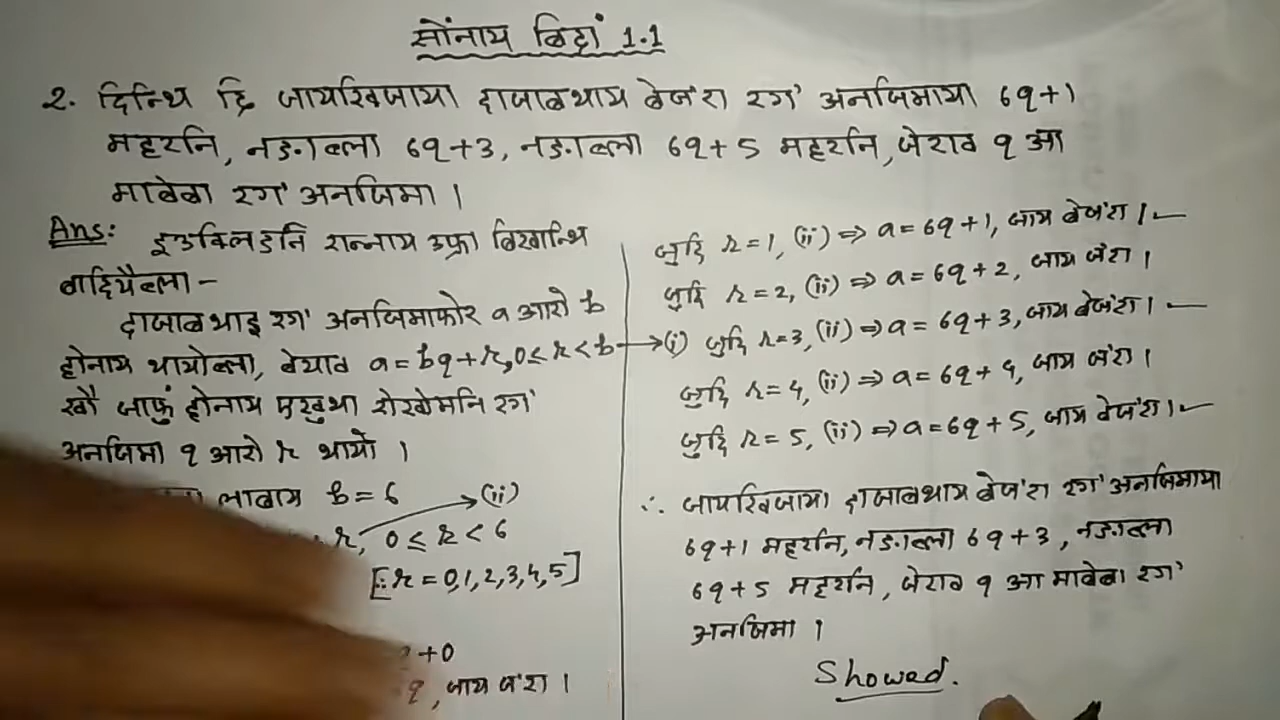 सोंनाय बिदां 1.1
2. दिन्थि द्रि जायखिजाया दाजाबथाय बेज'रा रग' अनजिमाया 6q+1
महरनि, नङाब्ला 6q+3, नङाब्ला 6q+5 महरनि, जेराव q आ
माबेबा रग' अनजिमा ।
Ans: इउक्लिडनि रान्नाय उफ्रा बिखान्थि
बादियैब्ला –
दाजाबथाइ रग' अनजिमाफोर a आरो b
होनाय थायोब्ला, बेयाव a = bq + r, 0 ≤ r < b → (i)
खौ जाफुं होनाय मुखुथा रोखोमनि रग'
अनजिमा q आरो r थायो ।
लाबाय b = 6
r, 0 ≤ r < 6 (ii)
[∵ r = 0,1,2,3,4,5]
+0
q, जाय ज'रा ।
जुदि r = 1, (ii) ⇒ a = 6q + 1, जाय बेज'रा ।
जुदि r = 2, (ii) ⇒ a = 6q + 2, जाय ज'रा ।
जुदि r = 3, (ii) ⇒ a = 6q + 3, जाय बेज'रा ।
जुदि r = 4, (ii) ⇒ a = 6q + 4, जाय ज'रा ।
जुदि r = 5, (ii) ⇒ a = 6q + 5, जाय बेज'रा ।
∴ जायखिजाया दाजाबथाय बेज'रा रग' अनजिमाया
6q+1 महरनि, नङाब्ला 6q+3, नङाब्ला
6q+5 महरनि, जेराव q आ माबेबा रग'
अनजिमा ।
Showed.